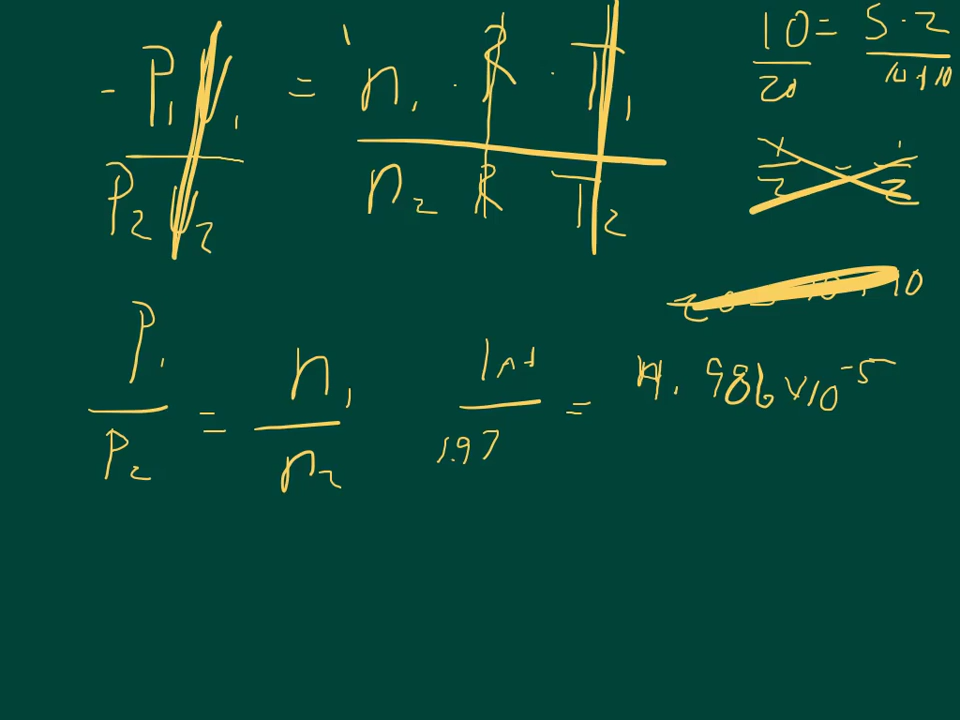 - P₁ V₁ = n₁ · R · T₁
P₂ V₂ n₂ R T₂
10 = 5 · 2
20 10 + 10
P₁ = n₁
P₂ n₂
1.97 = 4.986 x 10⁻⁵